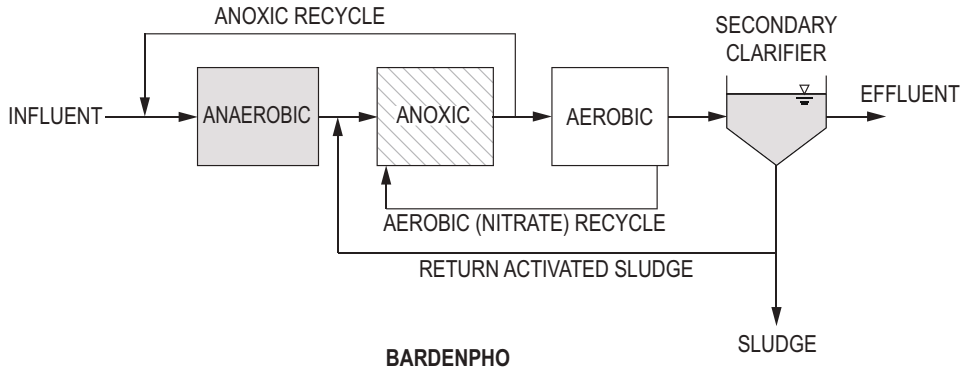 ANOXIC RECYCLE
SECONDARY
CLARIFIER
INFLUENT
ANAEROBIC
ANOXIC
AEROBIC
EFFLUENT
AEROBIC (NITRATE) RECYCLE
RETURN ACTIVATED SLUDGE
SLUDGE
BARDENPHO